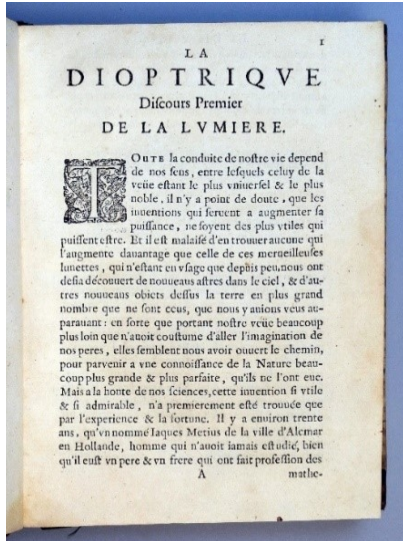 1
LA
DIOPTRIQVE
Diſcours Premier
DE LA LVMIERE.
TOVTE la conduite de noſtre vie depend
de nos ſens, entre leſquels celuy de la
veüe eſtant le plus vniuerſel & le plus
noble, il n'y a point de doute, que les
inuentions qui ſeruent a augmenter ſa
puiſſance, ne ſoyent des plus vtiles qui
puiſſent eſtre. Et il eſt malaiſé d'en trouuer aucune qui
l'augmente dauantage que celle de ces merueilleuſes
lunettes, qui n'eſtant en vſage que depuis peu, nous ont
deſia découuert de nouueaus aſtres dans le ciel, & d'au-
tres nouueaus obiets deſſus la terre en plus grand
nombre que ne ſont ceus, que nous y auions veus au-
parauant: en ſorte que portant noſtre veüe beaucoup
plus loin que n'auoit couſtume d'aller l'imagination de
nos peres, elles ſemblent nous auoir ouuert le chemin,
pour paruenir a vne connoiſſance de la Nature beau-
coup plus grande & plus parfaite, qu'ils ne l'ont eue.
Mais a la honte de nos ſciences, cette inuention ſi vtile
& ſi admirable, n'a premierement eſté trouuée que
par l'experience & la fortune. Il y a enuiron trente
ans, qu'vn nommé Iaques Metius de la ville d'Alcmar
en Hollande, homme qui n'auoit iamais eſtudié, bien
qu'il euſt vn pere & vn frere qui ont fait profeſſion des
A mathe-